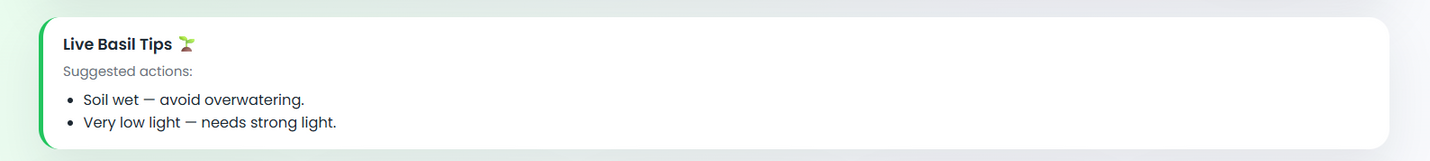 Live Basil Tips 🌱
Suggested actions:
• Soil wet — avoid overwatering.
• Very low light — needs strong light.